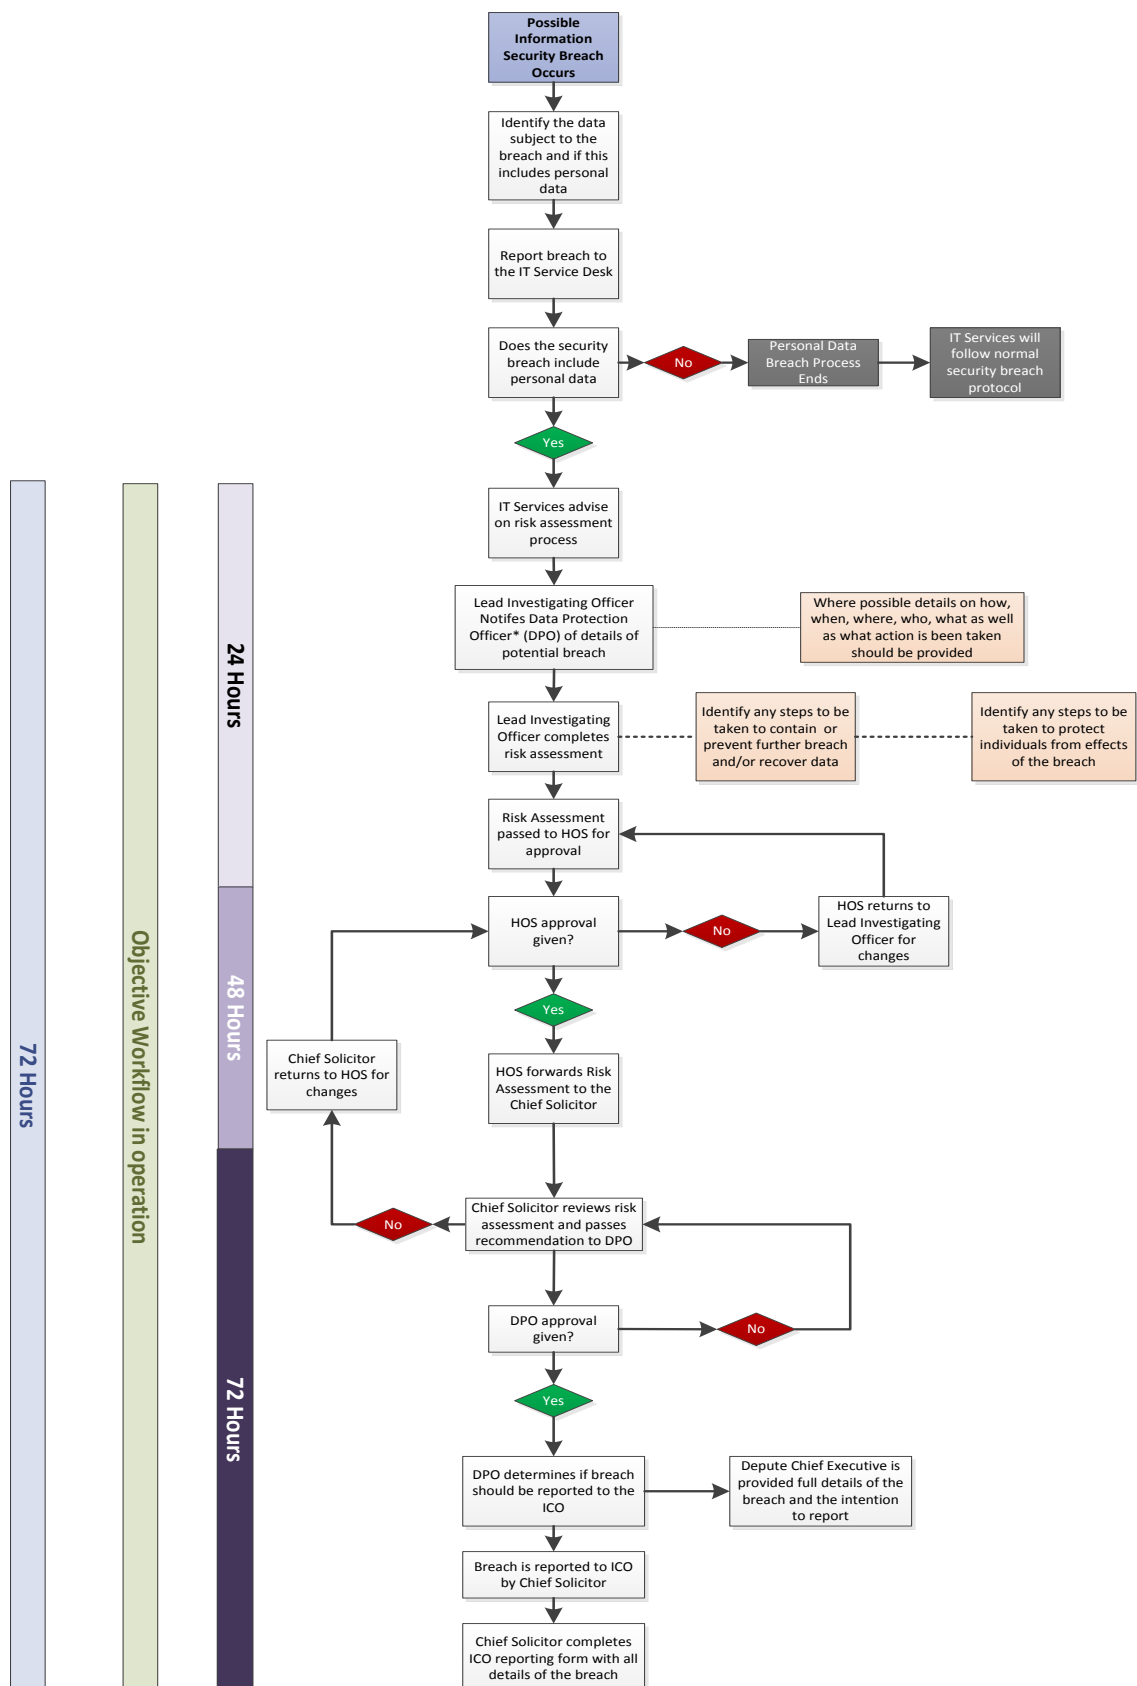 Possible
Information
Security Breach
Occurs
Identify the data
subject to the
breach and if this
includes personal
data
Report breach to
the IT Service Desk
Does the security
breach include
personal data
No
Personal Data
Breach Process
Ends
IT Services will
follow normal
security breach
protocol
Yes
IT Services advise
on risk assessment
process
Lead Investigating Officer
Notifes Data Protection
Officer* (DPO) of details of
potential breach
Where possible details on how,
when, where, who, what as well
as what action is been taken
should be provided
Lead Investigating
Officer completes
risk assessment
Identify any steps to be
taken to contain or
prevent further breach
and/or recover data
Identify any steps to be
taken to protect
individuals from effects
of the breach
Risk Assessment
passed to HOS for
approval
HOS approval
given?
No
HOS returns to
Lead Investigating
Officer for
changes
Yes
Chief Solicitor
returns to HOS for
changes
HOS forwards Risk
Assessment to the
Chief Solicitor
Chief Solicitor reviews risk
assessment and passes
recommendation to DPO
No
DPO approval
given?
No
Yes
DPO determines if breach
should be reported to the
ICO
Depute Chief Executive is
provided full details of the
breach and the intention
to report
Breach is reported to ICO
by Chief Solicitor
Chief Solicitor completes
ICO reporting form with all
details of the breach
24 Hours
48 Hours
72 Hours
Objective Workflow in operation
72 Hours